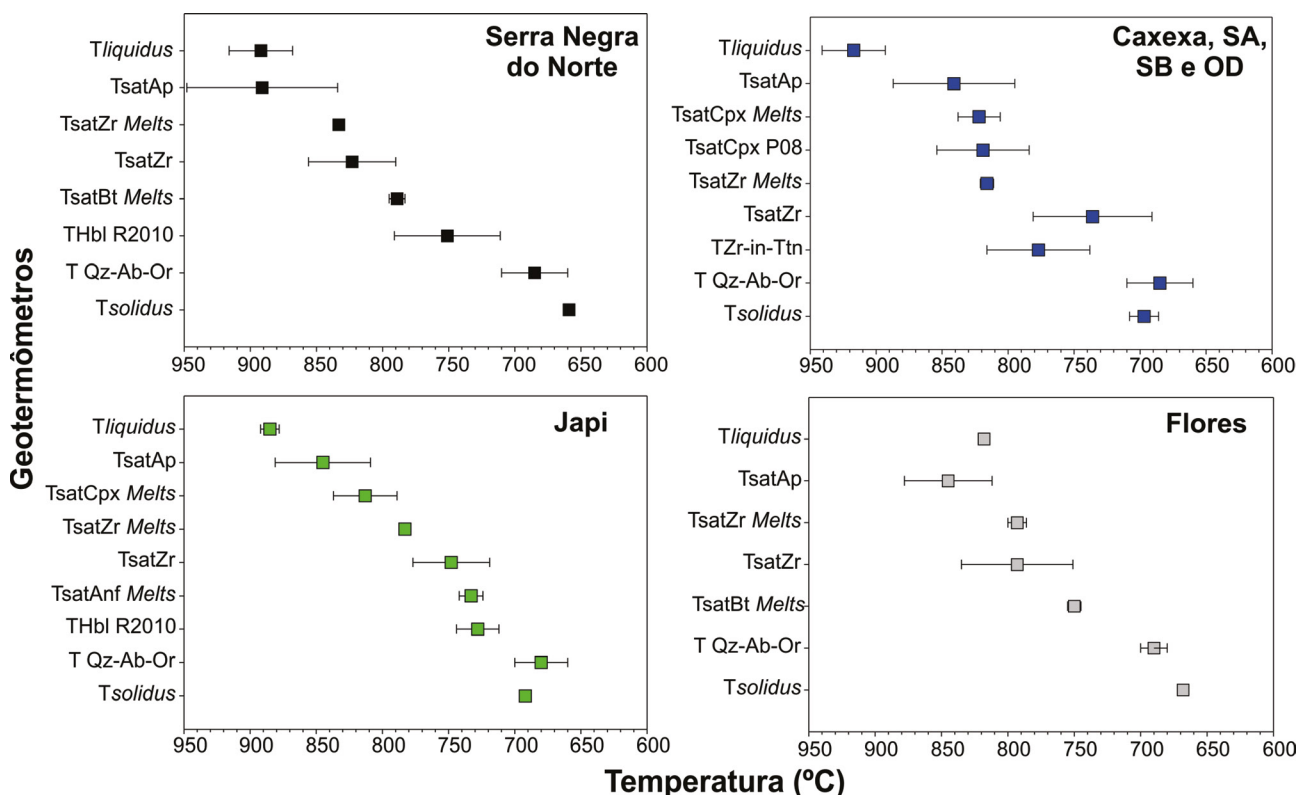 Geotermômetros
Serra Negra
do Norte
Tliquidus
TsatAp
TsatZr Melts
TsatZr
TsatBt Melts
THbl R2010
T Qz-Ab-Or
Tsolidus
950 900 850 800 750 700 650 600
Caxexa, SA,
SB e OD
Tliquidus
TsatAp
TsatCpx Melts
TsatCpx P08
TsatZr Melts
TsatZr
TZr-in-Ttn
T Qz-Ab-Or
Tsolidus
950 900 850 800 750 700 650 600
Japi
Tliquidus
TsatAp
TsatCpx Melts
TsatZr Melts
TsatZr
TsatAnf Melts
THbl R2010
T Qz-Ab-Or
Tsolidus
950 900 850 800 750 700 650 600
Flores
Tliquidus
TsatAp
TsatZr Melts
TsatZr
TsatBt Melts
T Qz-Ab-Or
Tsolidus
950 900 850 800 750 700 650 600
Temperatura (ºC)